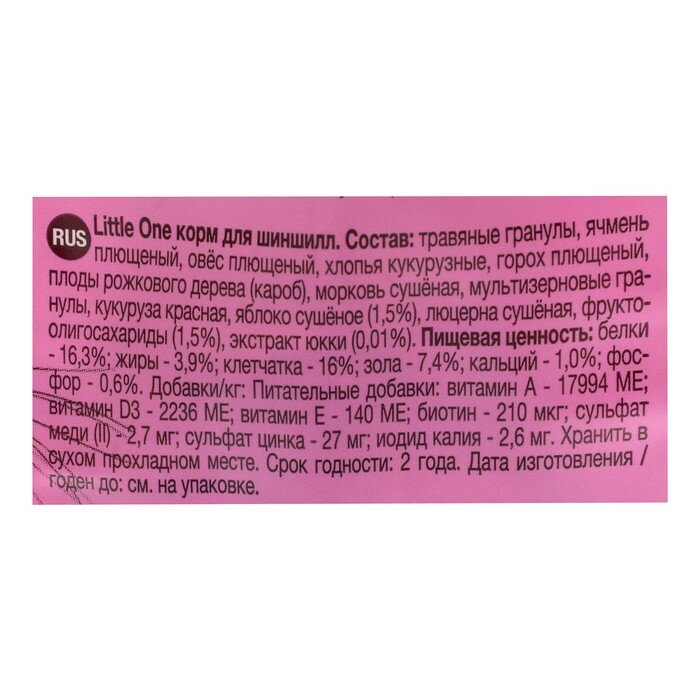 RUS Little One корм для шиншилл. Состав: травяные гранулы, ячмень
плющеный, овёс плющеный, хлопья кукурузные, горох плющеный,
плоды рожкового дерева (кароб), морковь сушёная, мультизерновые гра-
нулы, кукуруза красная, яблоко сушёное (1,5%), люцерна сушёная, фрукто-
олигосахариды (1,5%), экстракт юкки (0,01%). Пищевая ценность: белки
- 16,3%; жиры - 3,9%; клетчатка - 16%; зола - 7,4%; кальций - 1,0%; фос-
фор - 0,6%. Добавки/кг: Питательные добавки: витамин А - 17994 МЕ;
витамин D3 - 2236 МЕ; витамин Е - 140 МЕ; биотин - 210 мкг; сульфат
меди (II) - 2,7 мг; сульфат цинка - 27 мг; иодид калия - 2,6 мг. Хранить в
сухом прохладном месте. Срок годности: 2 года. Дата изготовления /
годен до: см. на упаковке.